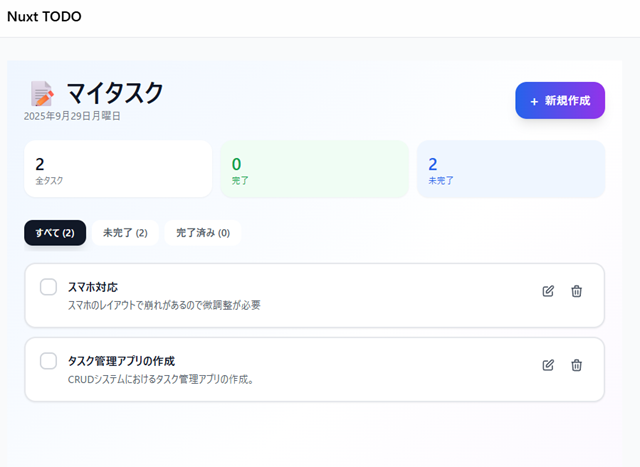 Nuxt TODO
マイタスク
2025年9月29日月曜日
+ 新規作成
2
全タスク
0
完了
2
未完了
すべて (2)
未完了 (2)
完了済み (0)
スマホ対応
スマホのレイアウトで崩れがあるので微調整が必要
タスク管理アプリの作成
CRUDシステムにおけるタスク管理アプリの作成。